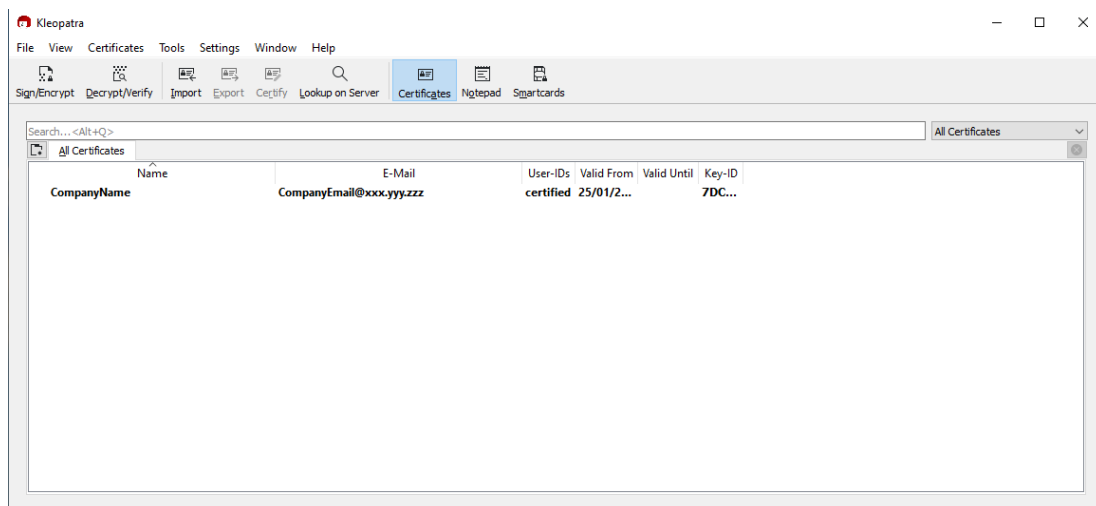 Kleopatra
File View Certificates Tools Settings Window Help
Sign/Encrypt Decrypt/Verify Import Export Certify Lookup on Server Certificates Notepad Smartcards
Search...<Alt+Q> All Certificates
All Certificates
Name E-Mail User-IDs Valid From Valid Until Key-ID
CompanyName CompanyEmail@xxx.yyy.zzz certified 25/01/2... 7DC...